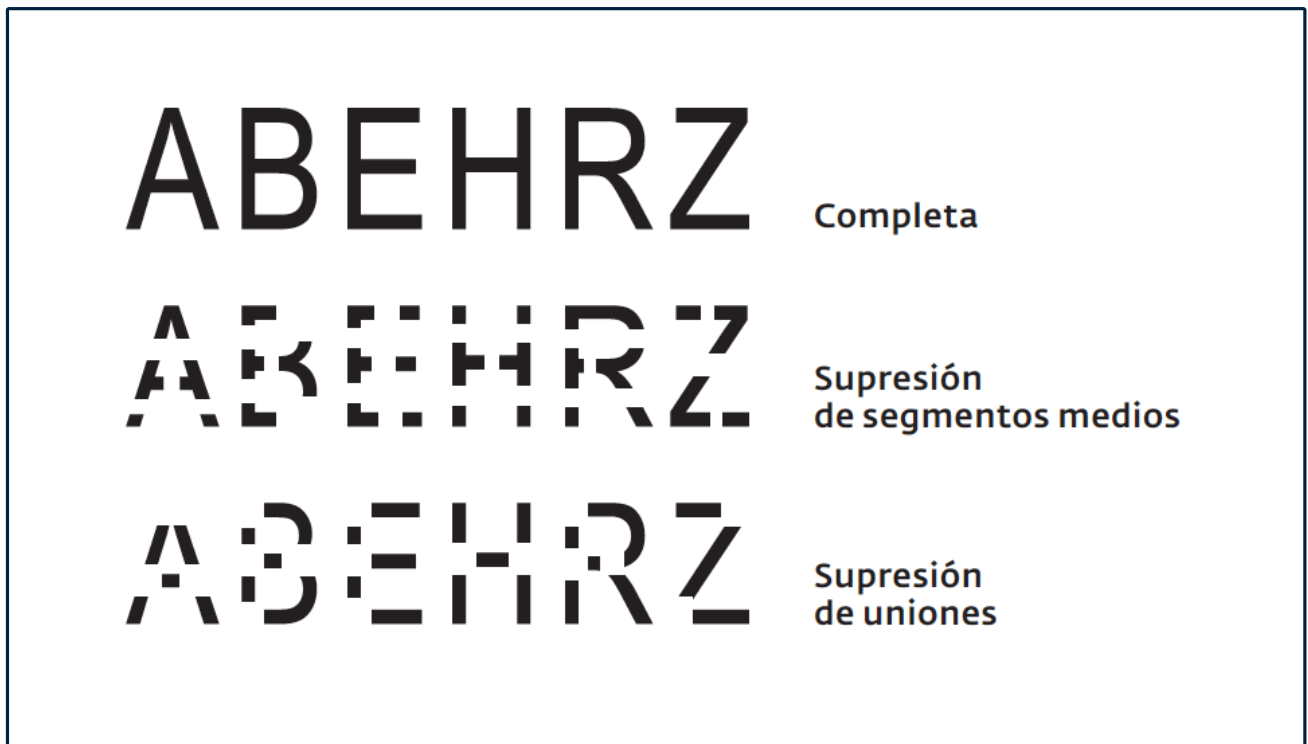 ABEHRZ Completa
ABEHRZ Supresión
de segmentos medios
ABEHRZ Supresión
de uniones